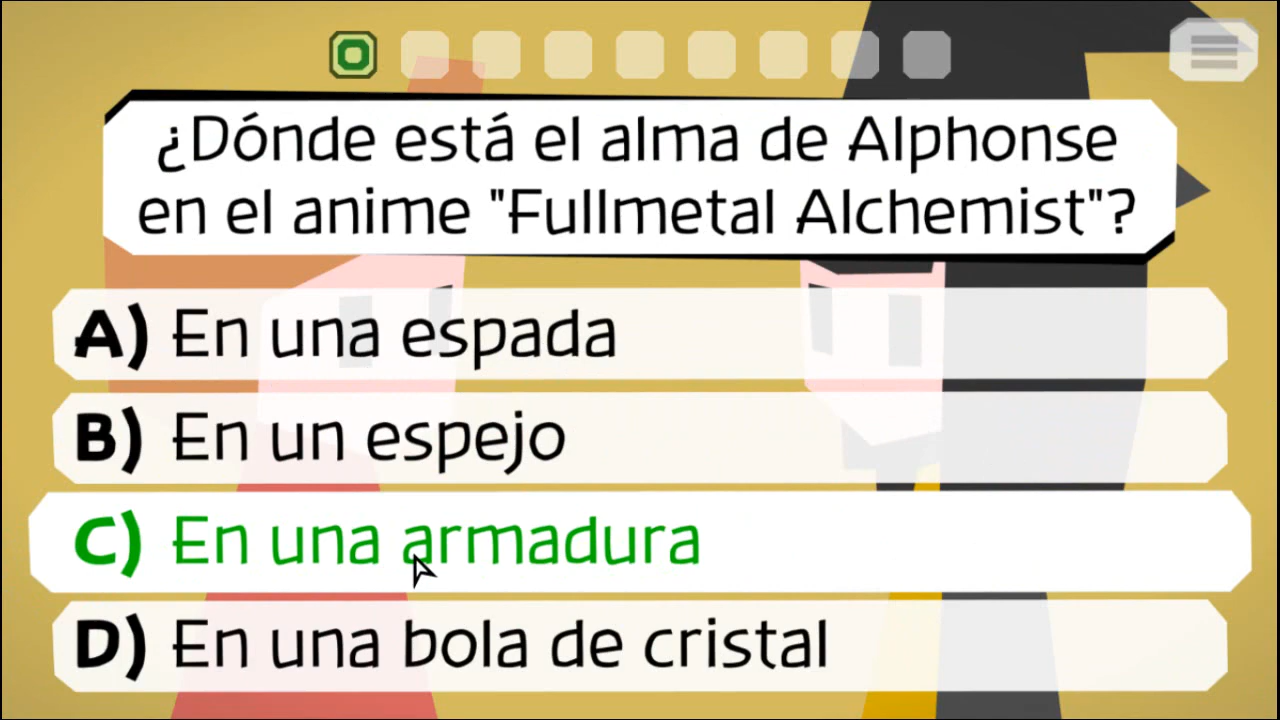 ¿Dónde está el alma de Alphonse
en el anime "Fullmetal Alchemist"?
A) En una espada
B) En un espejo
C) En una armadura
D) En una bola de cristal